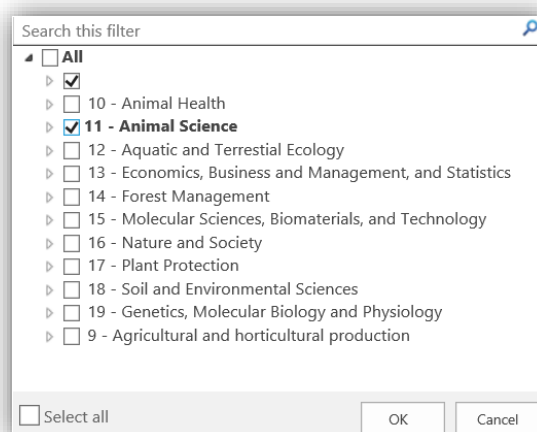 Search this filter
All
10 - Animal Health
11 - Animal Science
12 - Aquatic and Terrestial Ecology
13 - Economics, Business and Management, and Statistics
14 - Forest Management
15 - Molecular Sciences, Biomaterials, and Technology
16 - Nature and Society
17 - Plant Protection
18 - Soil and Environmental Sciences
19 - Genetics, Molecular Biology and Physiology
9 - Agricultural and horticultural production
Select all OK Cancel